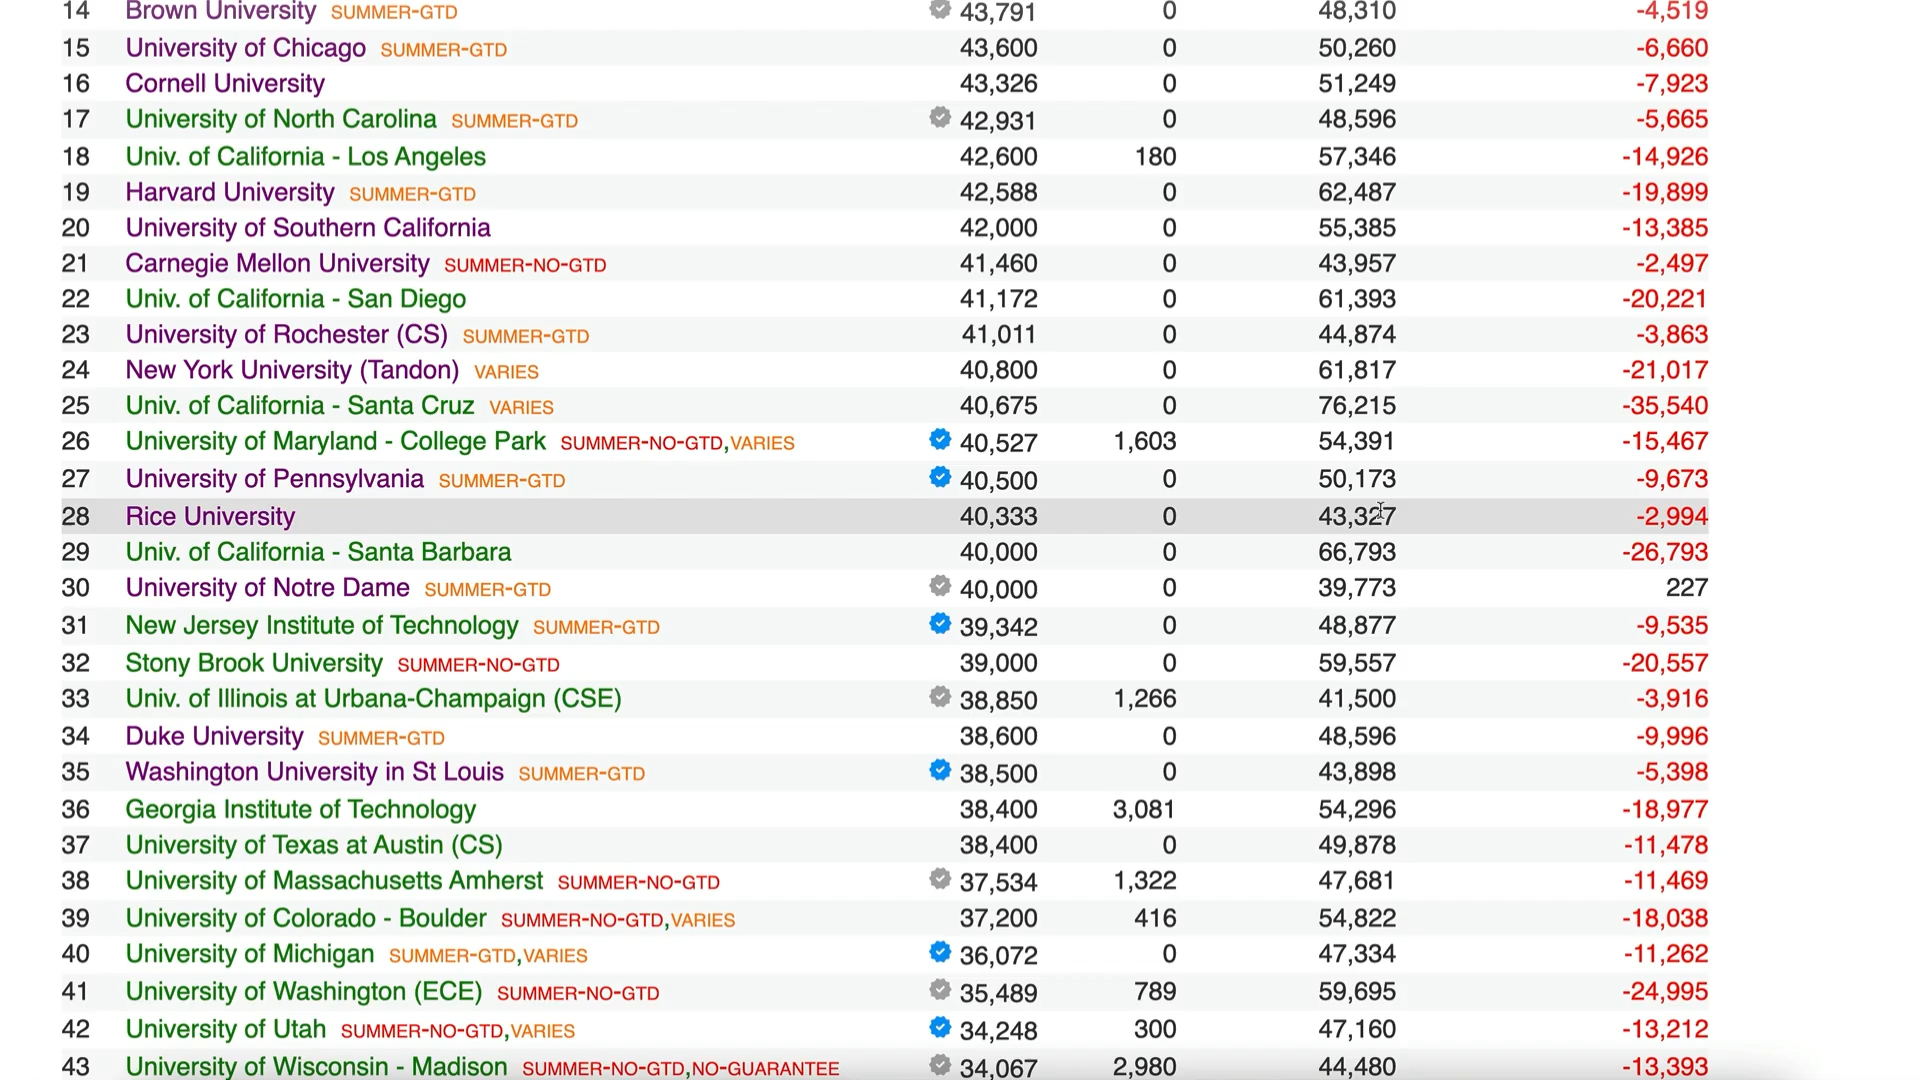 14 Brown University SUMMER-GTD 43,791 0 48,310 -4,519
15 University of Chicago SUMMER-GTD 43,600 0 50,260 -6,660
16 Cornell University 43,326 0 51,249 -7,923
17 University of North Carolina SUMMER-GTD 42,931 0 48,596 -5,665
18 Univ. of California - Los Angeles 42,600 180 57,346 -14,926
19 Harvard University SUMMER-GTD 42,588 0 62,487 -19,899
20 University of Southern California 42,000 0 55,385 -13,385
21 Carnegie Mellon University SUMMER-NO-GTD 41,460 0 43,957 -2,497
22 Univ. of California - San Diego 41,172 0 61,393 -20,221
23 University of Rochester (CS) SUMMER-GTD 41,011 0 44,874 -3,863
24 New York University (Tandon) VARIES 40,800 0 61,817 -21,017
25 Univ. of California - Santa Cruz VARIES 40,675 0 76,215 -35,540
26 University of Maryland - College Park SUMMER-NO-GTD,VARIES 40,527 1,603 54,391 -15,467
27 University of Pennsylvania SUMMER-GTD 40,500 0 50,173 -9,673
28 Rice University 40,333 0 43,327 -2,994
29 Univ. of California - Santa Barbara 40,000 0 66,793 -26,793
30 University of Notre Dame SUMMER-GTD 40,000 0 39,773 227
31 New Jersey Institute of Technology SUMMER-GTD 39,342 0 48,877 -9,535
32 Stony Brook University SUMMER-NO-GTD 39,000 0 59,557 -20,557
33 Univ. of Illinois at Urbana-Champaign (CSE) 38,850 1,266 41,500 -3,916
34 Duke University SUMMER-GTD 38,600 0 48,596 -9,996
35 Washington University in St Louis SUMMER-GTD 38,500 0 43,898 -5,398
36 Georgia Institute of Technology 38,400 3,081 54,296 -18,977
37 University of Texas at Austin (CS) 38,400 0 49,878 -11,478
38 University of Massachusetts Amherst SUMMER-NO-GTD 37,534 1,322 47,681 -11,469
39 University of Colorado - Boulder SUMMER-NO-GTD,VARIES 37,200 416 54,822 -18,038
40 University of Michigan SUMMER-GTD,VARIES 36,072 0 47,334 -11,262
41 University of Washington (ECE) SUMMER-NO-GTD 35,489 789 59,695 -24,995
42 University of Utah SUMMER-NO-GTD,VARIES 34,248 300 47,160 -13,212
43 University of Wisconsin - Madison SUMMER-NO-GTD,NO-GUARANTEE 34,067 2,980 44,480 -13,393